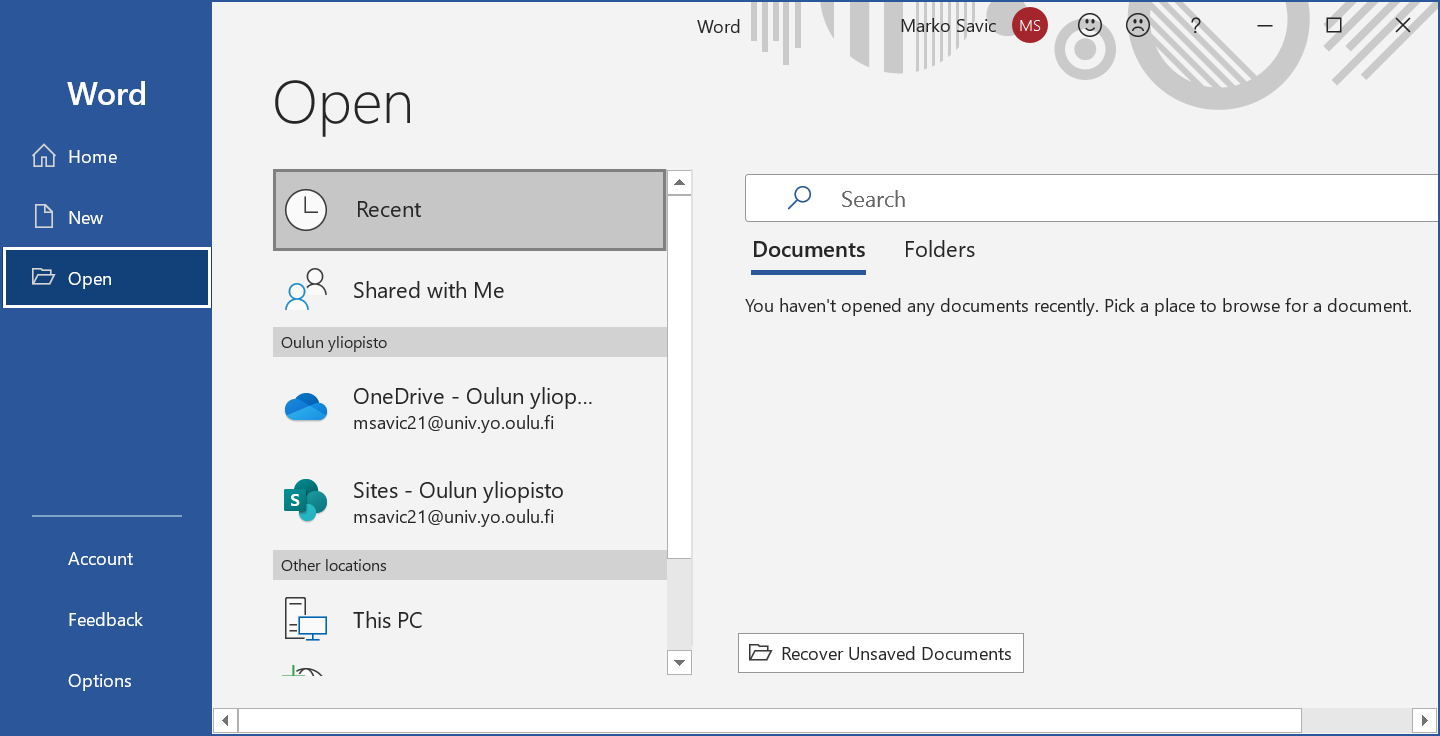 Word
Marko Savic
MS
?
Word
Home
New
Open
Account
Feedback
Options
Open
Recent
Shared with Me
Oulun yliopisto
OneDrive - Oulun yliop...
msavic21@univ.yo.oulu.fi
S
Sites - Oulun yliopisto
msavic21@univ.yo.oulu.fi
Other locations
This PC
Search
Documents Folders
You haven't opened any documents recently. Pick a place to browse for a document.
Recover Unsaved Documents